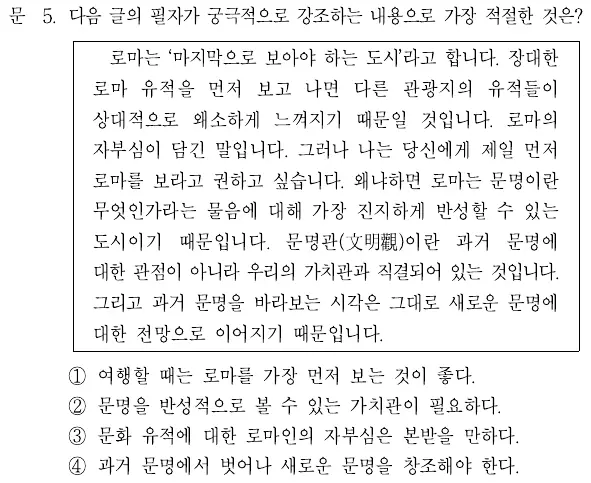 문 5. 다음 글의 필자가 궁극적으로 강조하는 내용으로 가장 적절한 것은?
로마는 ‘마지막으로 보아야 하는 도시’라고 합니다. 장대한
로마 유적을 먼저 보고 나면 다른 관광지의 유적들이
상대적으로 왜소하게 느껴지기 때문일 것입니다. 로마의
자부심이 담긴 말입니다. 그러나 나는 당신에게 제일 먼저
로마를 보라고 권하고 싶습니다. 왜냐하면 로마는 문명이란
무엇인가라는 물음에 대해 가장 진지하게 반성할 수 있는
도시이기 때문입니다. 문명관(文明觀)이란 과거 문명에
대한 관점이 아니라 우리의 가치관과 직결되어 있는 것입니다.
그리고 과거 문명을 바라보는 시각은 그대로 새로운 문명에
대한 전망으로 이어지기 때문입니다.
① 여행할 때는 로마를 가장 먼저 보는 것이 좋다.
② 문명을 반성적으로 볼 수 있는 가치관이 필요하다.
③ 문화 유적에 대한 로마인의 자부심은 본받을 만하다.
④ 과거 문명에서 벗어나 새로운 문명을 창조해야 한다.